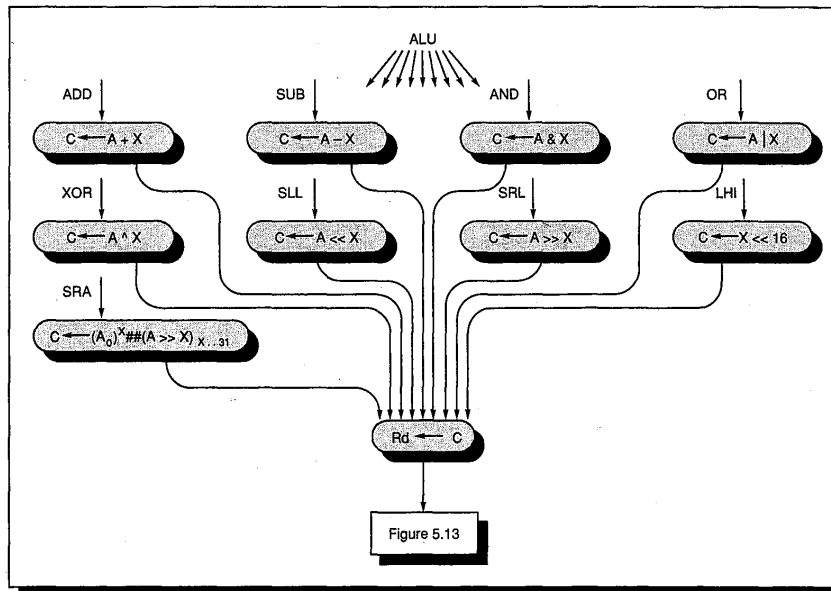 ALU
ADD SUB AND OR
C ← A + X C ← A – X C ← A & X C ← A | X
XOR SLL SRL LHI
C ← A ^ X C ← A << X C ← A >> X C ← X << 16
SRA
C ← (A₀)ˣ##(A >> X) X . . 31
Rd ← C
Figure 5.13